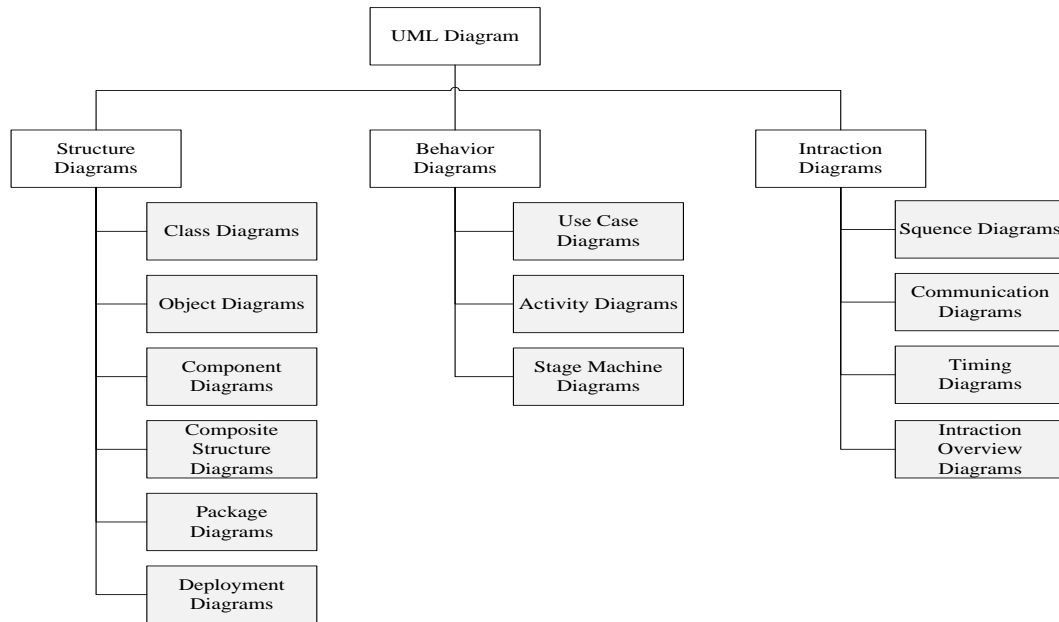 UML Diagram
Structure
Diagrams
Behavior
Diagrams
Intraction
Diagrams
Class Diagrams
Object Diagrams
Component
Diagrams
Composite
Structure
Diagrams
Package
Diagrams
Deployment
Diagrams
Use Case
Diagrams
Activity Diagrams
Stage Machine
Diagrams
Squence Diagrams
Communication
Diagrams
Timing
Diagrams
Intraction
Overview
Diagrams